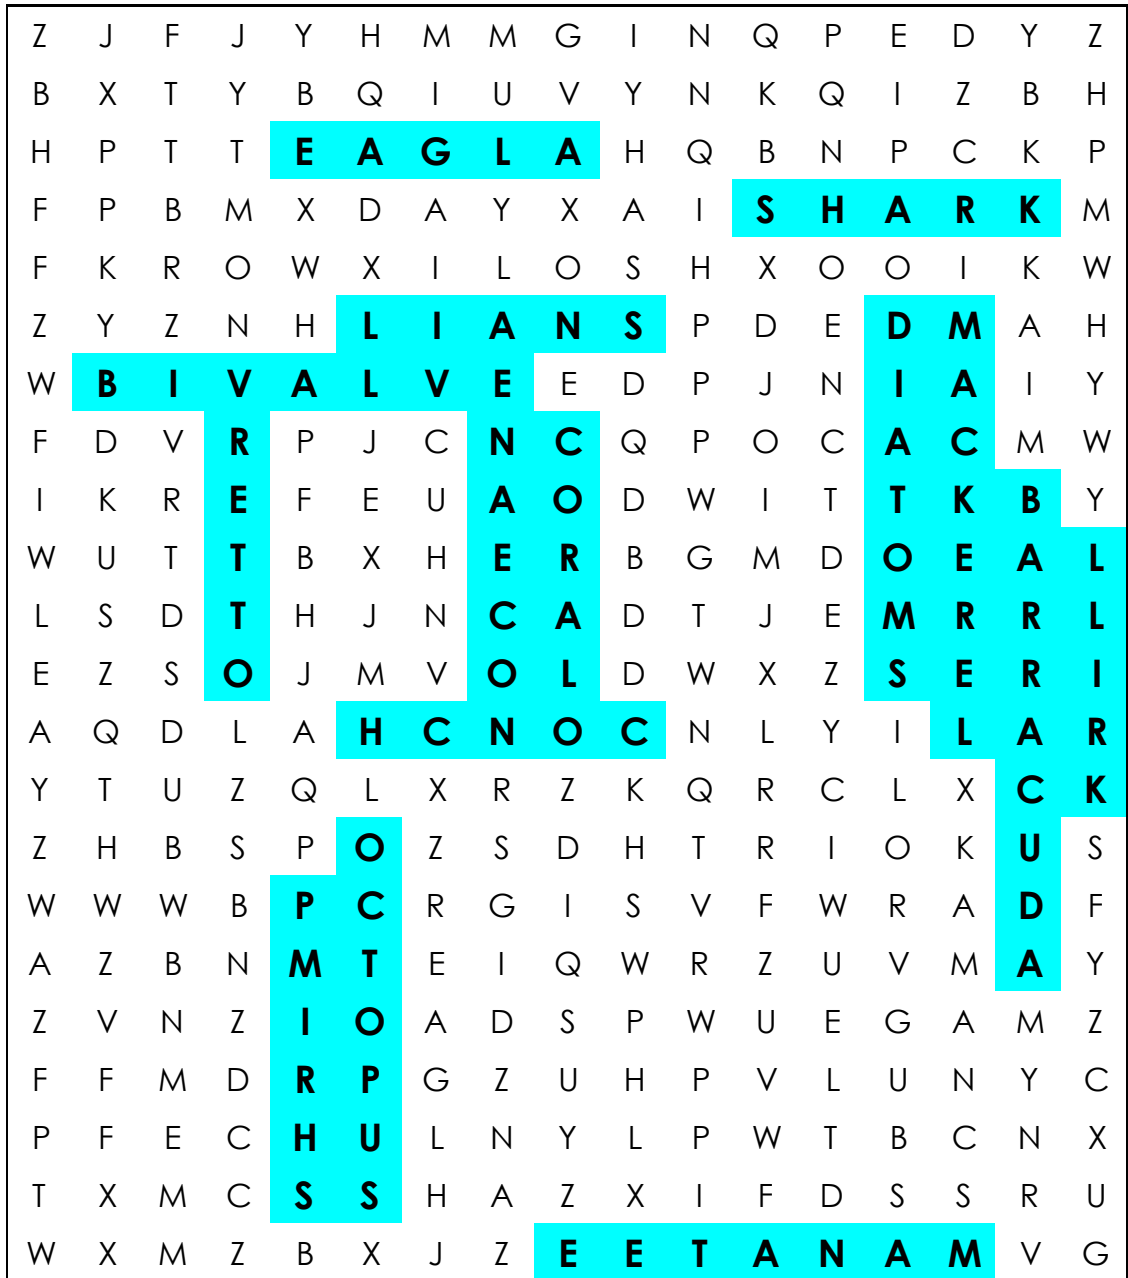 Z J F J Y H M M G I N Q P E D Y Z
B X T Y B Q I U V Y N K Q I Z B H
H P T T E A G L A H Q B N P C K P
F P B M X D A Y X A I S H A R K M
F K R O W X I L O S H X O O I K W
Z Y Z N H L I A N S P D E D M A H
W B I V A L V E E D P J N I A I Y
F D V R P J C N C Q P O C A C M W
I K R E F E U A O D W I T T K B Y
W U T T B X H E R B G M D O E A L
L S D T H J N C A D T J E M R R L
E Z S O J M V O L D W X Z S E R I
A Q D L A H C N O C N L Y I L A R
Y T U Z Q L X R Z K Q R C L X C K
Z H B S P O Z S D H T R I O K U S
W W W B P C R G I S V F W R A D F
A Z B N M T E I Q W R Z U V M A Y
Z V N Z I O A D S P W U E G A M Z
F F M D R P G Z U H P V L U N Y C
P F E C H U L N Y L P W T B C N X
T X M C S S H A Z X I F D S S R U
W X M Z B X J Z E E T A N A M V G